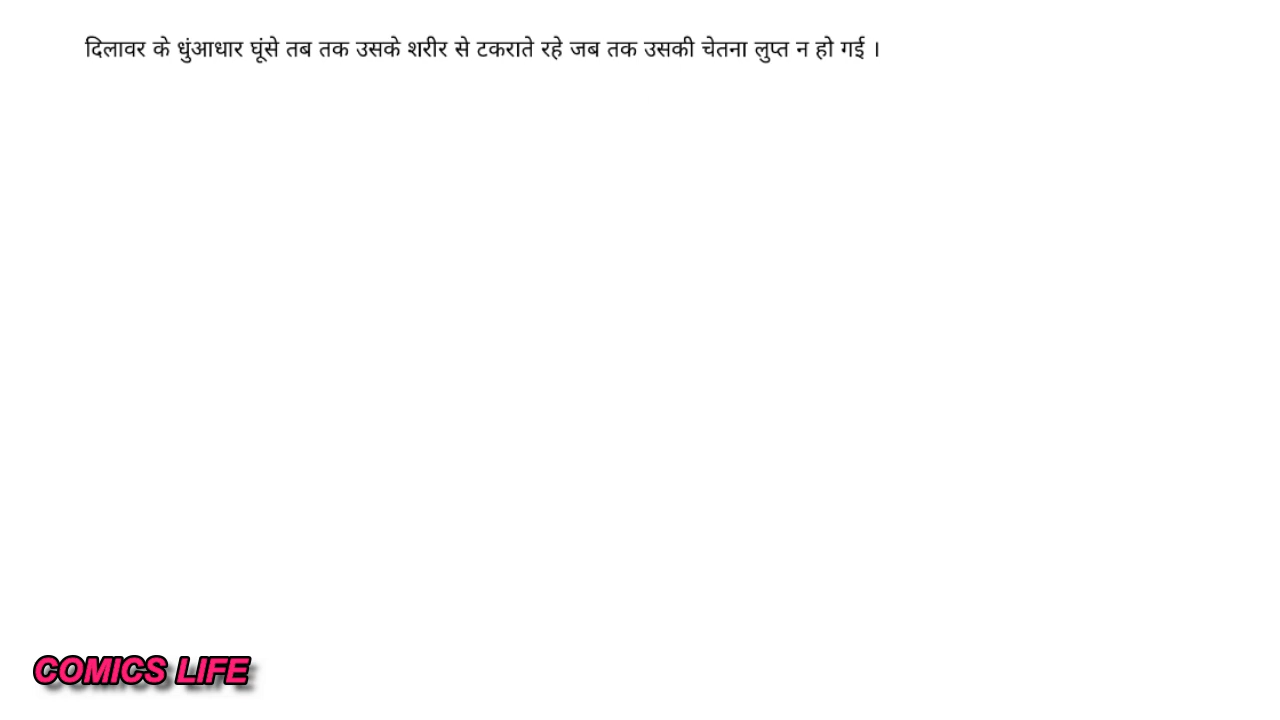 दिलावर के धुंआधार घूंसे तब तक उसके शरीर से टकराते रहे जब तक उसकी चेतना लुप्त न हो गई ।
COMICS LIFE